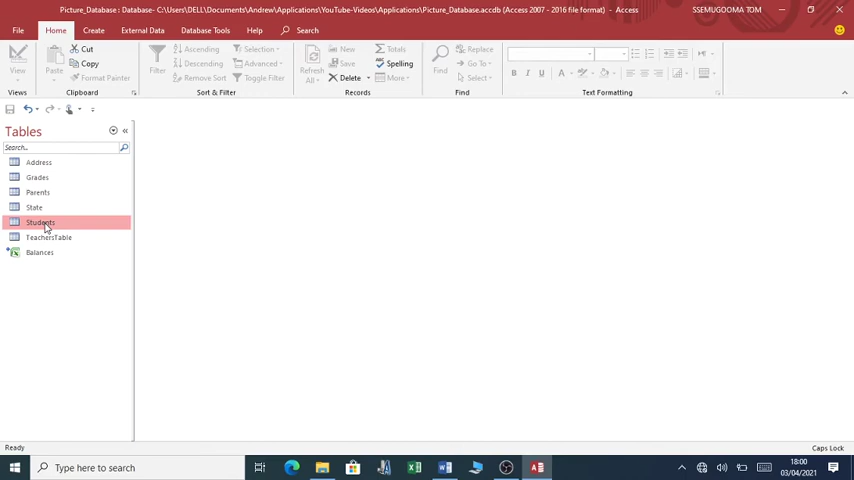 Picture_Database : Database- C:\Users\DELL\Documents\Andrew\Applications\YouTube-Videos\Applications\Picture_Database.accdb (Access 2007 - 2016 file format) - Access
SSEMUGOOMA TOM
File Home Create External Data Database Tools Help Search
View
Views
Paste
Cut
Copy
Format Painter
Clipboard
Filter
Ascending
Descending
Remove Sort
Selection
Advanced
Toggle Filter
Sort & Filter
Refresh
All
New
Save
Delete
Totals
Spelling
More
Records
Find
Replace
Go To
Select
Find
B I U A
Text Formatting
Tables
Search...
Address
Grades
Parents
State
Students
TeachersTable
Balances
Ready
Caps Lock
Type here to search
18:00
03/04/2021